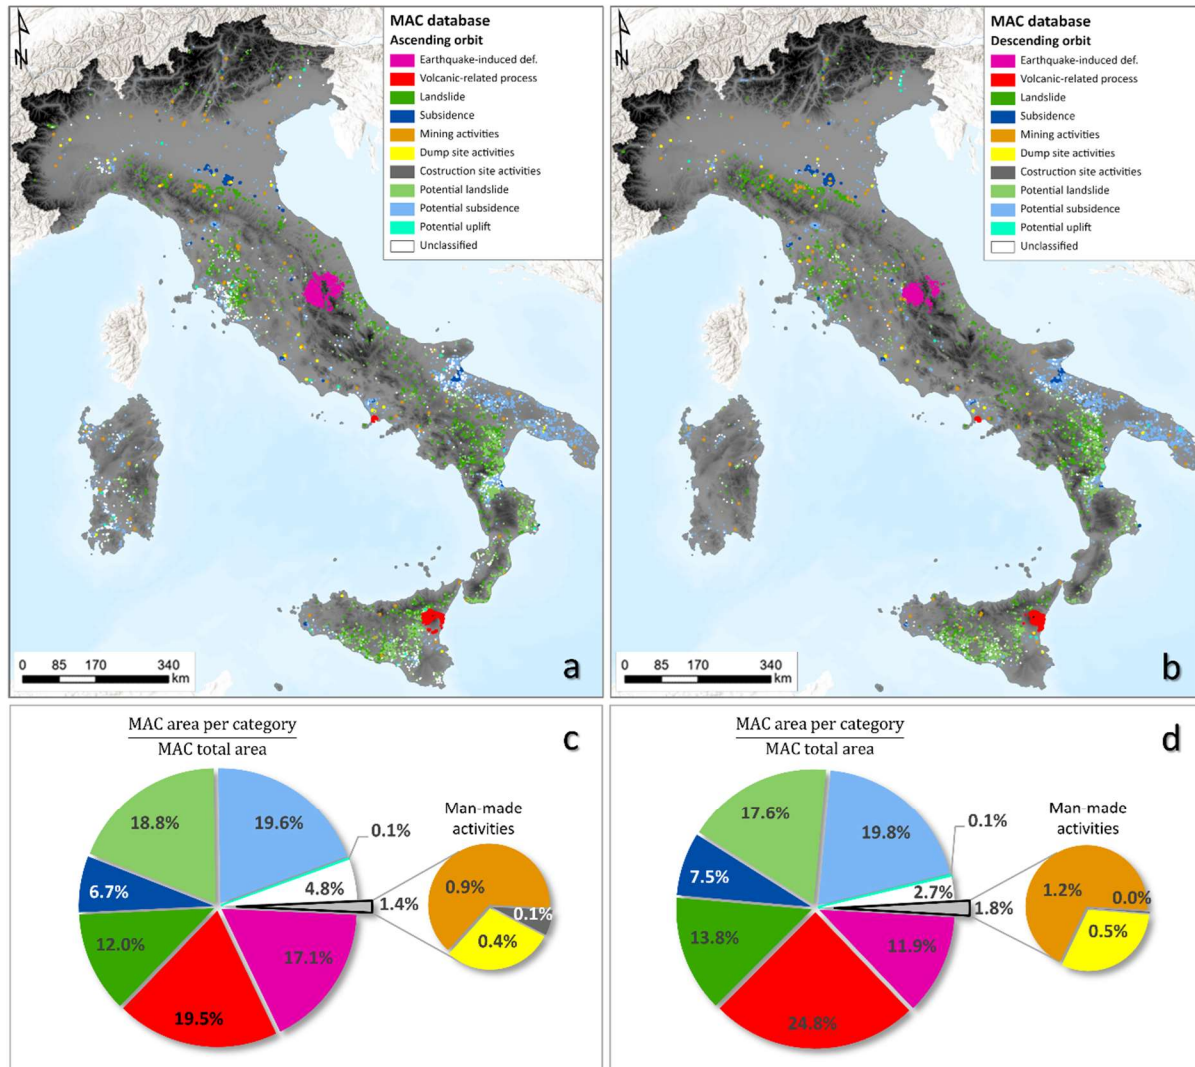 N
MAC database
Ascending orbit
Earthquake-induced def.
Volcanic-related process
Landslide
Subsidence
Mining activities
Dump site activities
Costruction site activities
Potential landslide
Potential subsidence
Potential uplift
Unclassified
0 85 170 340
km
a
N
MAC database
Descending orbit
Earthquake-induced def.
Volcanic-related process
Landslide
Subsidence
Mining activities
Dump site activities
Costruction site activities
Potential landslide
Potential subsidence
Potential uplift
Unclassified
0 85 170 340
km
b
MAC area per category
MAC total area
c
18.8%
19.6%
0.1%
Man-made
activities
6.7%
4.8%
1.4%
0.9%
0.1%
0.4%
12.0%
17.1%
19.5%
MAC area per category
MAC total area
d
17.6%
19.8%
0.1%
Man-made
activities
7.5%
2.7%
1.8%
1.2%
0.0%
0.5%
13.8%
11.9%
24.8%